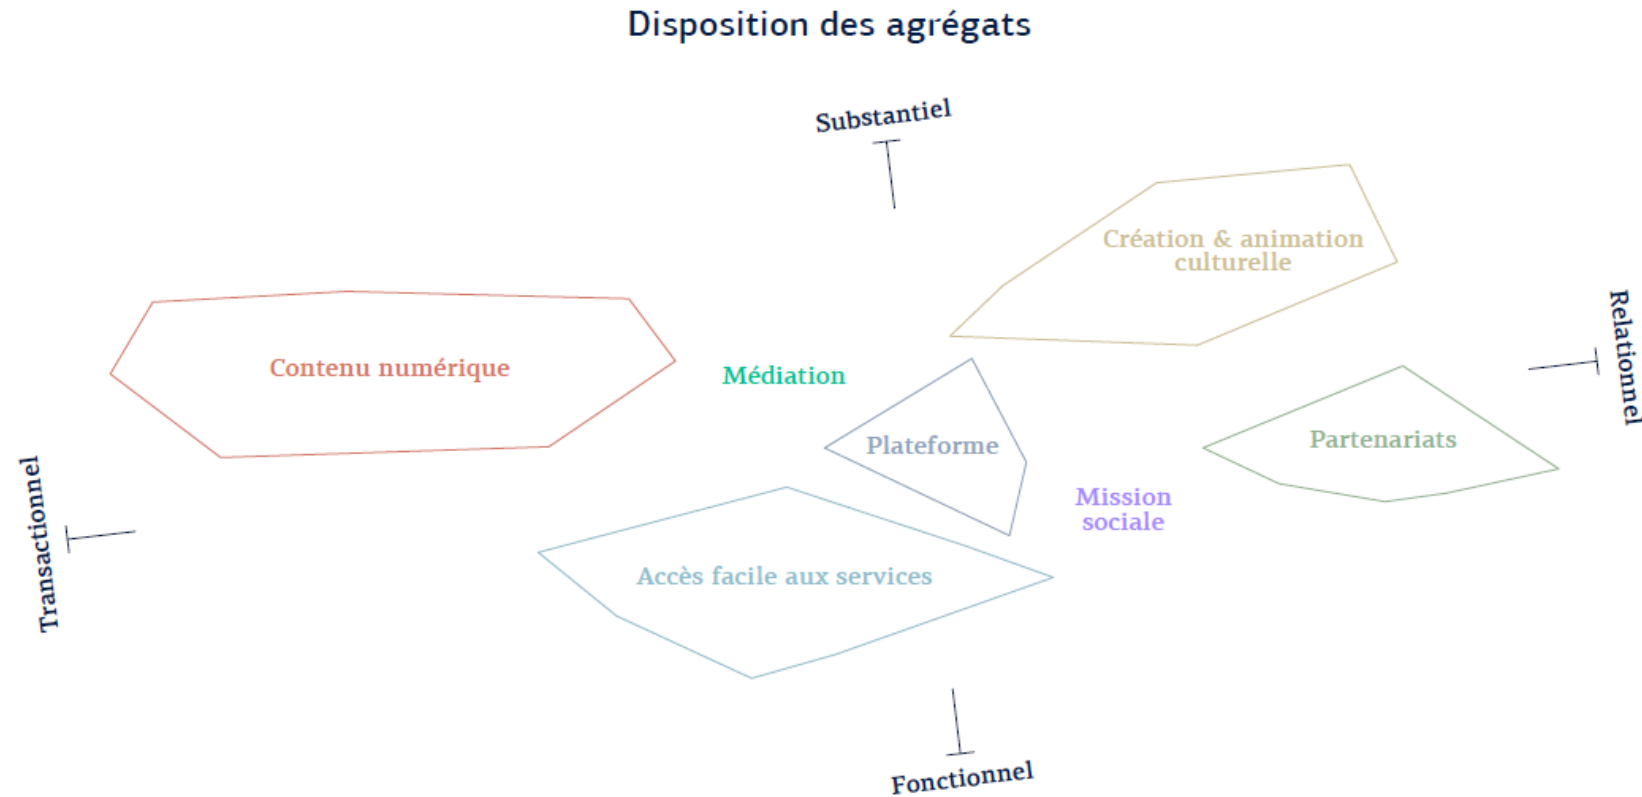 Disposition des agrégats
Substantiel
Création & animation
culturelle
Relationnel
Contenu numérique
Médiation
Plateforme
Partenariats
Mission
sociale
Transactionnel
Accès facile aux services
Fonctionnel